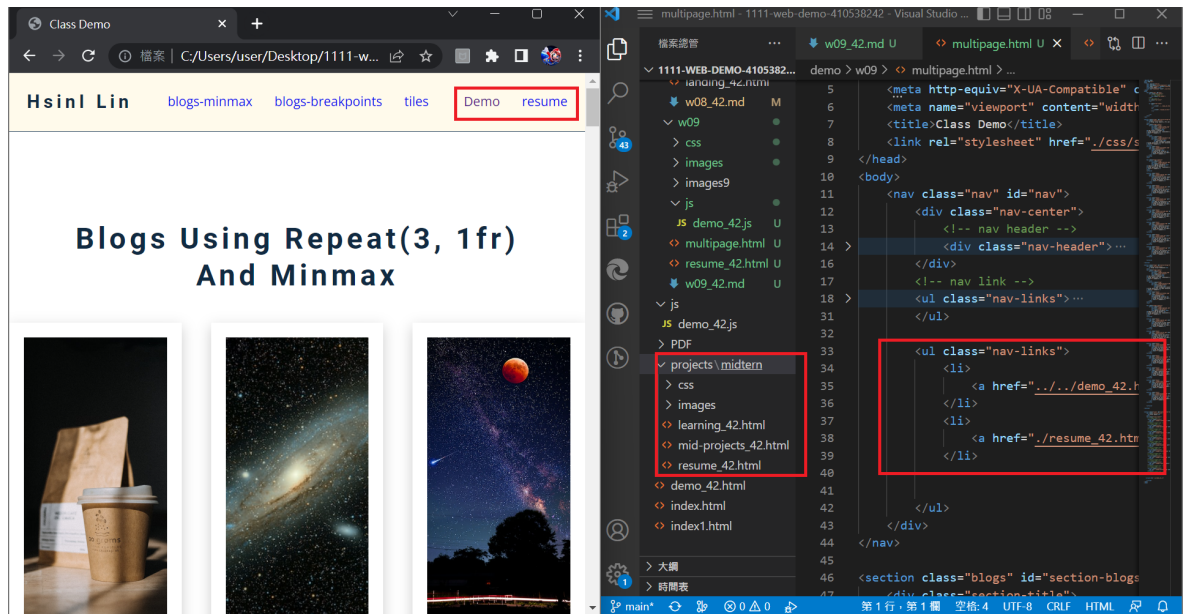 Class Demo
檔案 | C:/Users/user/Desktop/1111-w...
Hsinl Lin
blogs-minmax
blogs-breakpoints
tiles
Demo
resume
Blogs Using Repeat(3, 1fr)
And Minmax
multipage.html - 1111-web-demo-410538242 - Visual Studio ...
檔案總管
1111-WEB-DEMO-4105382...
landing_42.html
w08_42.md M
w09
css
images
images9
js
JS demo_42.js U
multipage.html U
resume_42.html U
w09_42.md U
js
JS demo_42.js
PDF
projects\midtern
css
images
learning_42.html
mid-projects_42.html
resume_42.html
demo_42.html
index.html
index1.html
大綱
時間表
43
2
1
w09_42.md U
multipage.html U
demo > w09 > multipage.html > ...
5 <meta http-equiv="X-UA-Compatible" c
6 <meta name="viewport" content="width
7 <title>Class Demo</title>
8 <link rel="stylesheet" href="./css/s
9 </head>
10 <body>
11 <nav class="nav" id="nav">
12 <div class="nav-center">
13 <!-- nav header -->
14 <div class="nav-header">...
16 </div>
17 <!-- nav link -->
18 <ul class="nav-links">...
31 </ul>
32
33 <ul class="nav-links">
34 <li>
35 <a href="../../demo_42.h
36 </li>
37 <li>
38 <a href="./resume_42.htm
39 </li>
40
41
42 </ul>
43 </div>
44 </nav>
45
46 <section class="blogs" id="section-blogs
47 <div class="section-title">
main* 0 0 第 1 行，第 1 欄 空格: 4 UTF-8 CRLF HTML